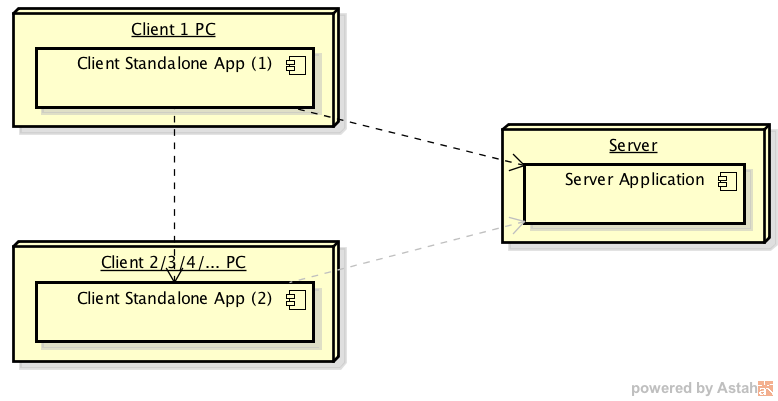 Client 1 PC
Client Standalone App (1)
Server
Server Application
Client 2/3/4/... PC
Client Standalone App (2)
powered by Astah